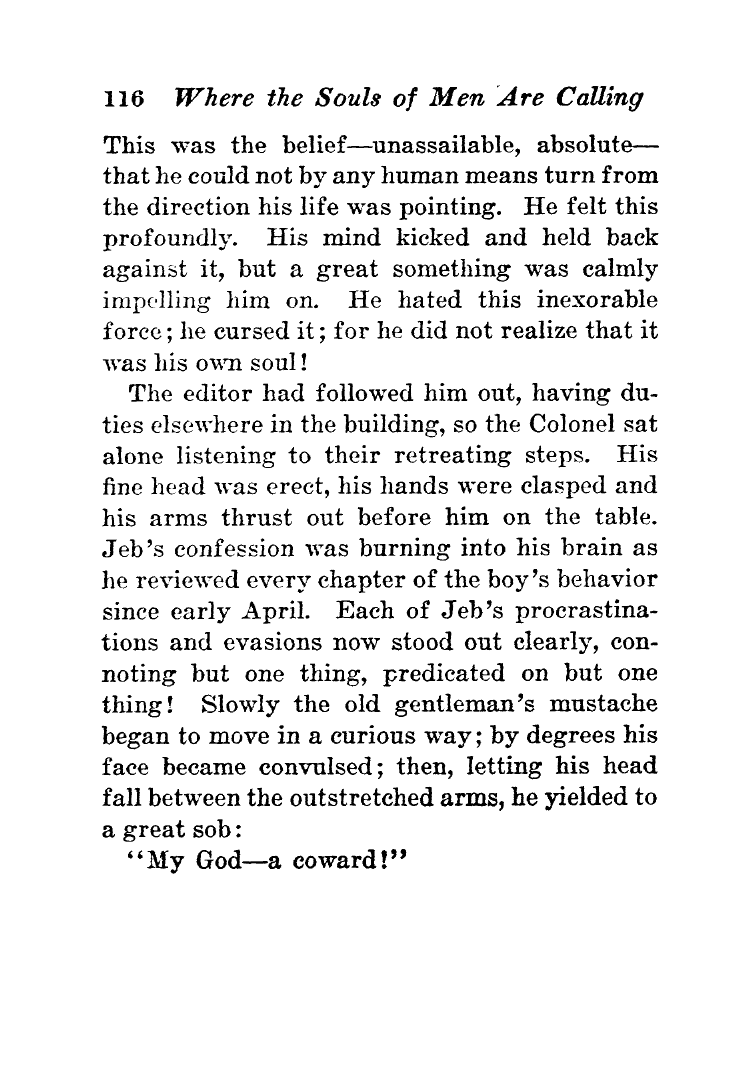 116 Where the Souls of Men Are Calling
This was the belief—unassailable, absolute—
that he could not by any human means turn from
the direction his life was pointing. He felt this
profoundly. His mind kicked and held back
against it, but a great something was calmly
impelling him on. He hated this inexorable
force; he cursed it; for he did not realize that it
was his own soul!
The editor had followed him out, having du-
ties elsewhere in the building, so the Colonel sat
alone listening to their retreating steps. His
fine head was erect, his hands were clasped and
his arms thrust out before him on the table.
Jeb's confession was burning into his brain as
he reviewed every chapter of the boy's behavior
since early April. Each of Jeb's procrastina-
tions and evasions now stood out clearly, con-
noting but one thing, predicated on but one
thing! Slowly the old gentleman's mustache
began to move in a curious way; by degrees his
face became convulsed; then, letting his head
fall between the outstretched arms, he yielded to
a great sob:
"My God—a coward!"